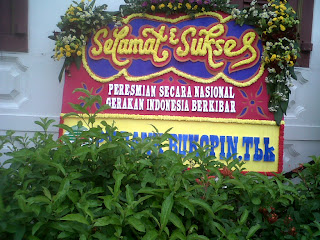 Selamat & Sukses
PERESMIAN SECARA NASIONAL
GERAKAN INDONESIA BERKIBAR
BUKOPIN, Tbk